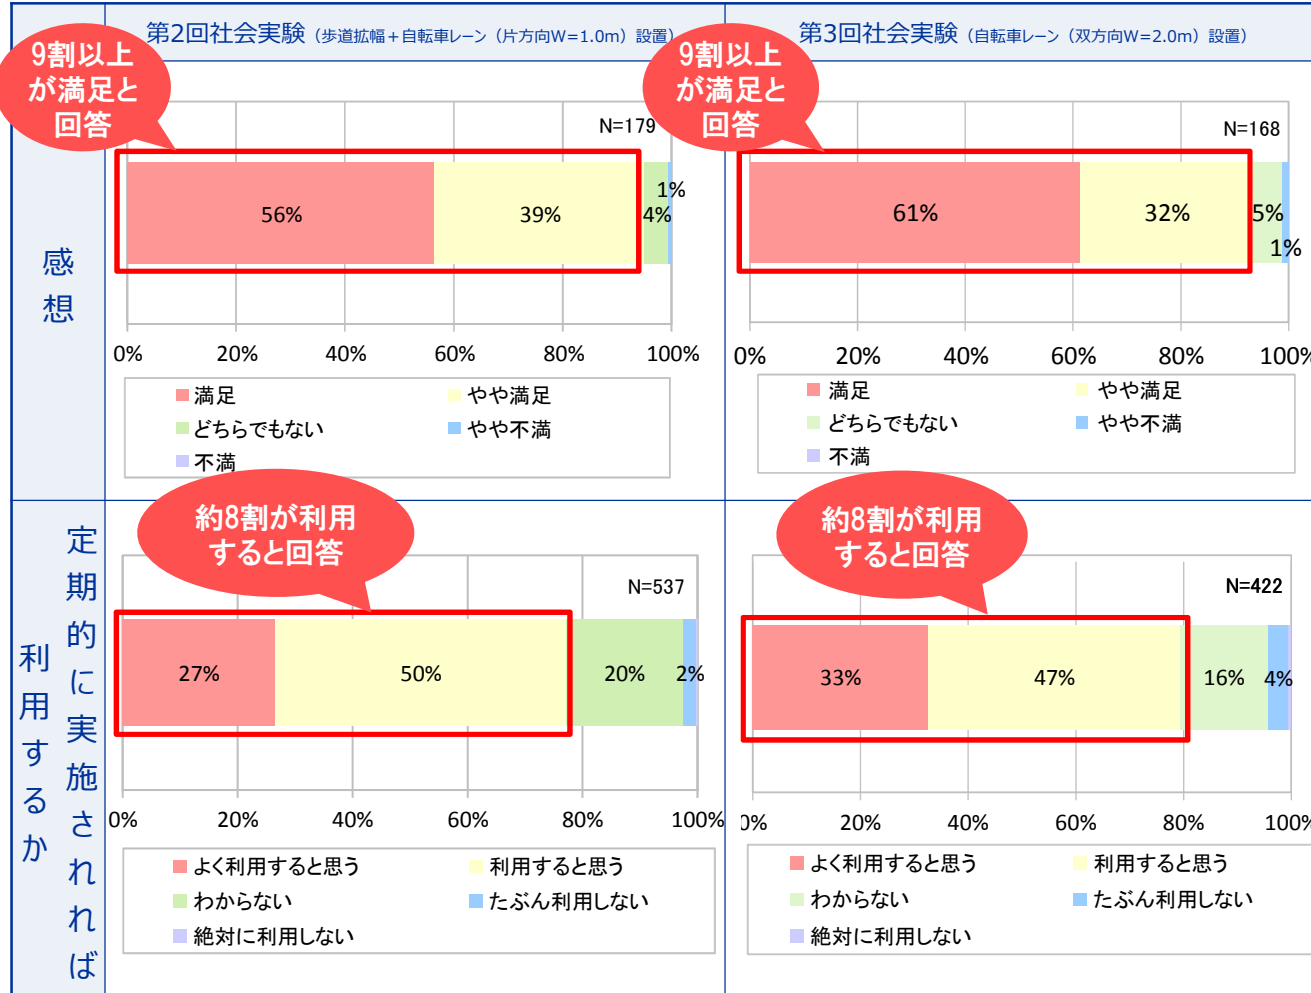 第2回社会実験（歩道拡幅＋自転車レーン（片方向W=1.0m）設置）
第3回社会実験（自転車レーン（双方向W=2.0m）設置）
感想
9割以上
が満足と
回答
N=179
56%
39%
4%
1%
0%
20%
40%
60%
80%
100%
満足
やや満足
どちらでもない
やや不満
不満
9割以上
が満足と
回答
N=168
61%
32%
5%
1%
0%
20%
40%
60%
80%
100%
満足
やや満足
どちらでもない
やや不満
不満
定期的に実施されれば
利用するか
約8割が利用
すると回答
N=537
27%
50%
20%
2%
0%
20%
40%
60%
80%
100%
よく利用すると思う
利用すると思う
わからない
たぶん利用しない
絶対に利用しない
約8割が利用
すると回答
N=422
33%
47%
16%
4%
0%
20%
40%
60%
80%
100%
よく利用すると思う
利用すると思う
わからない
たぶん利用しない
絶対に利用しない